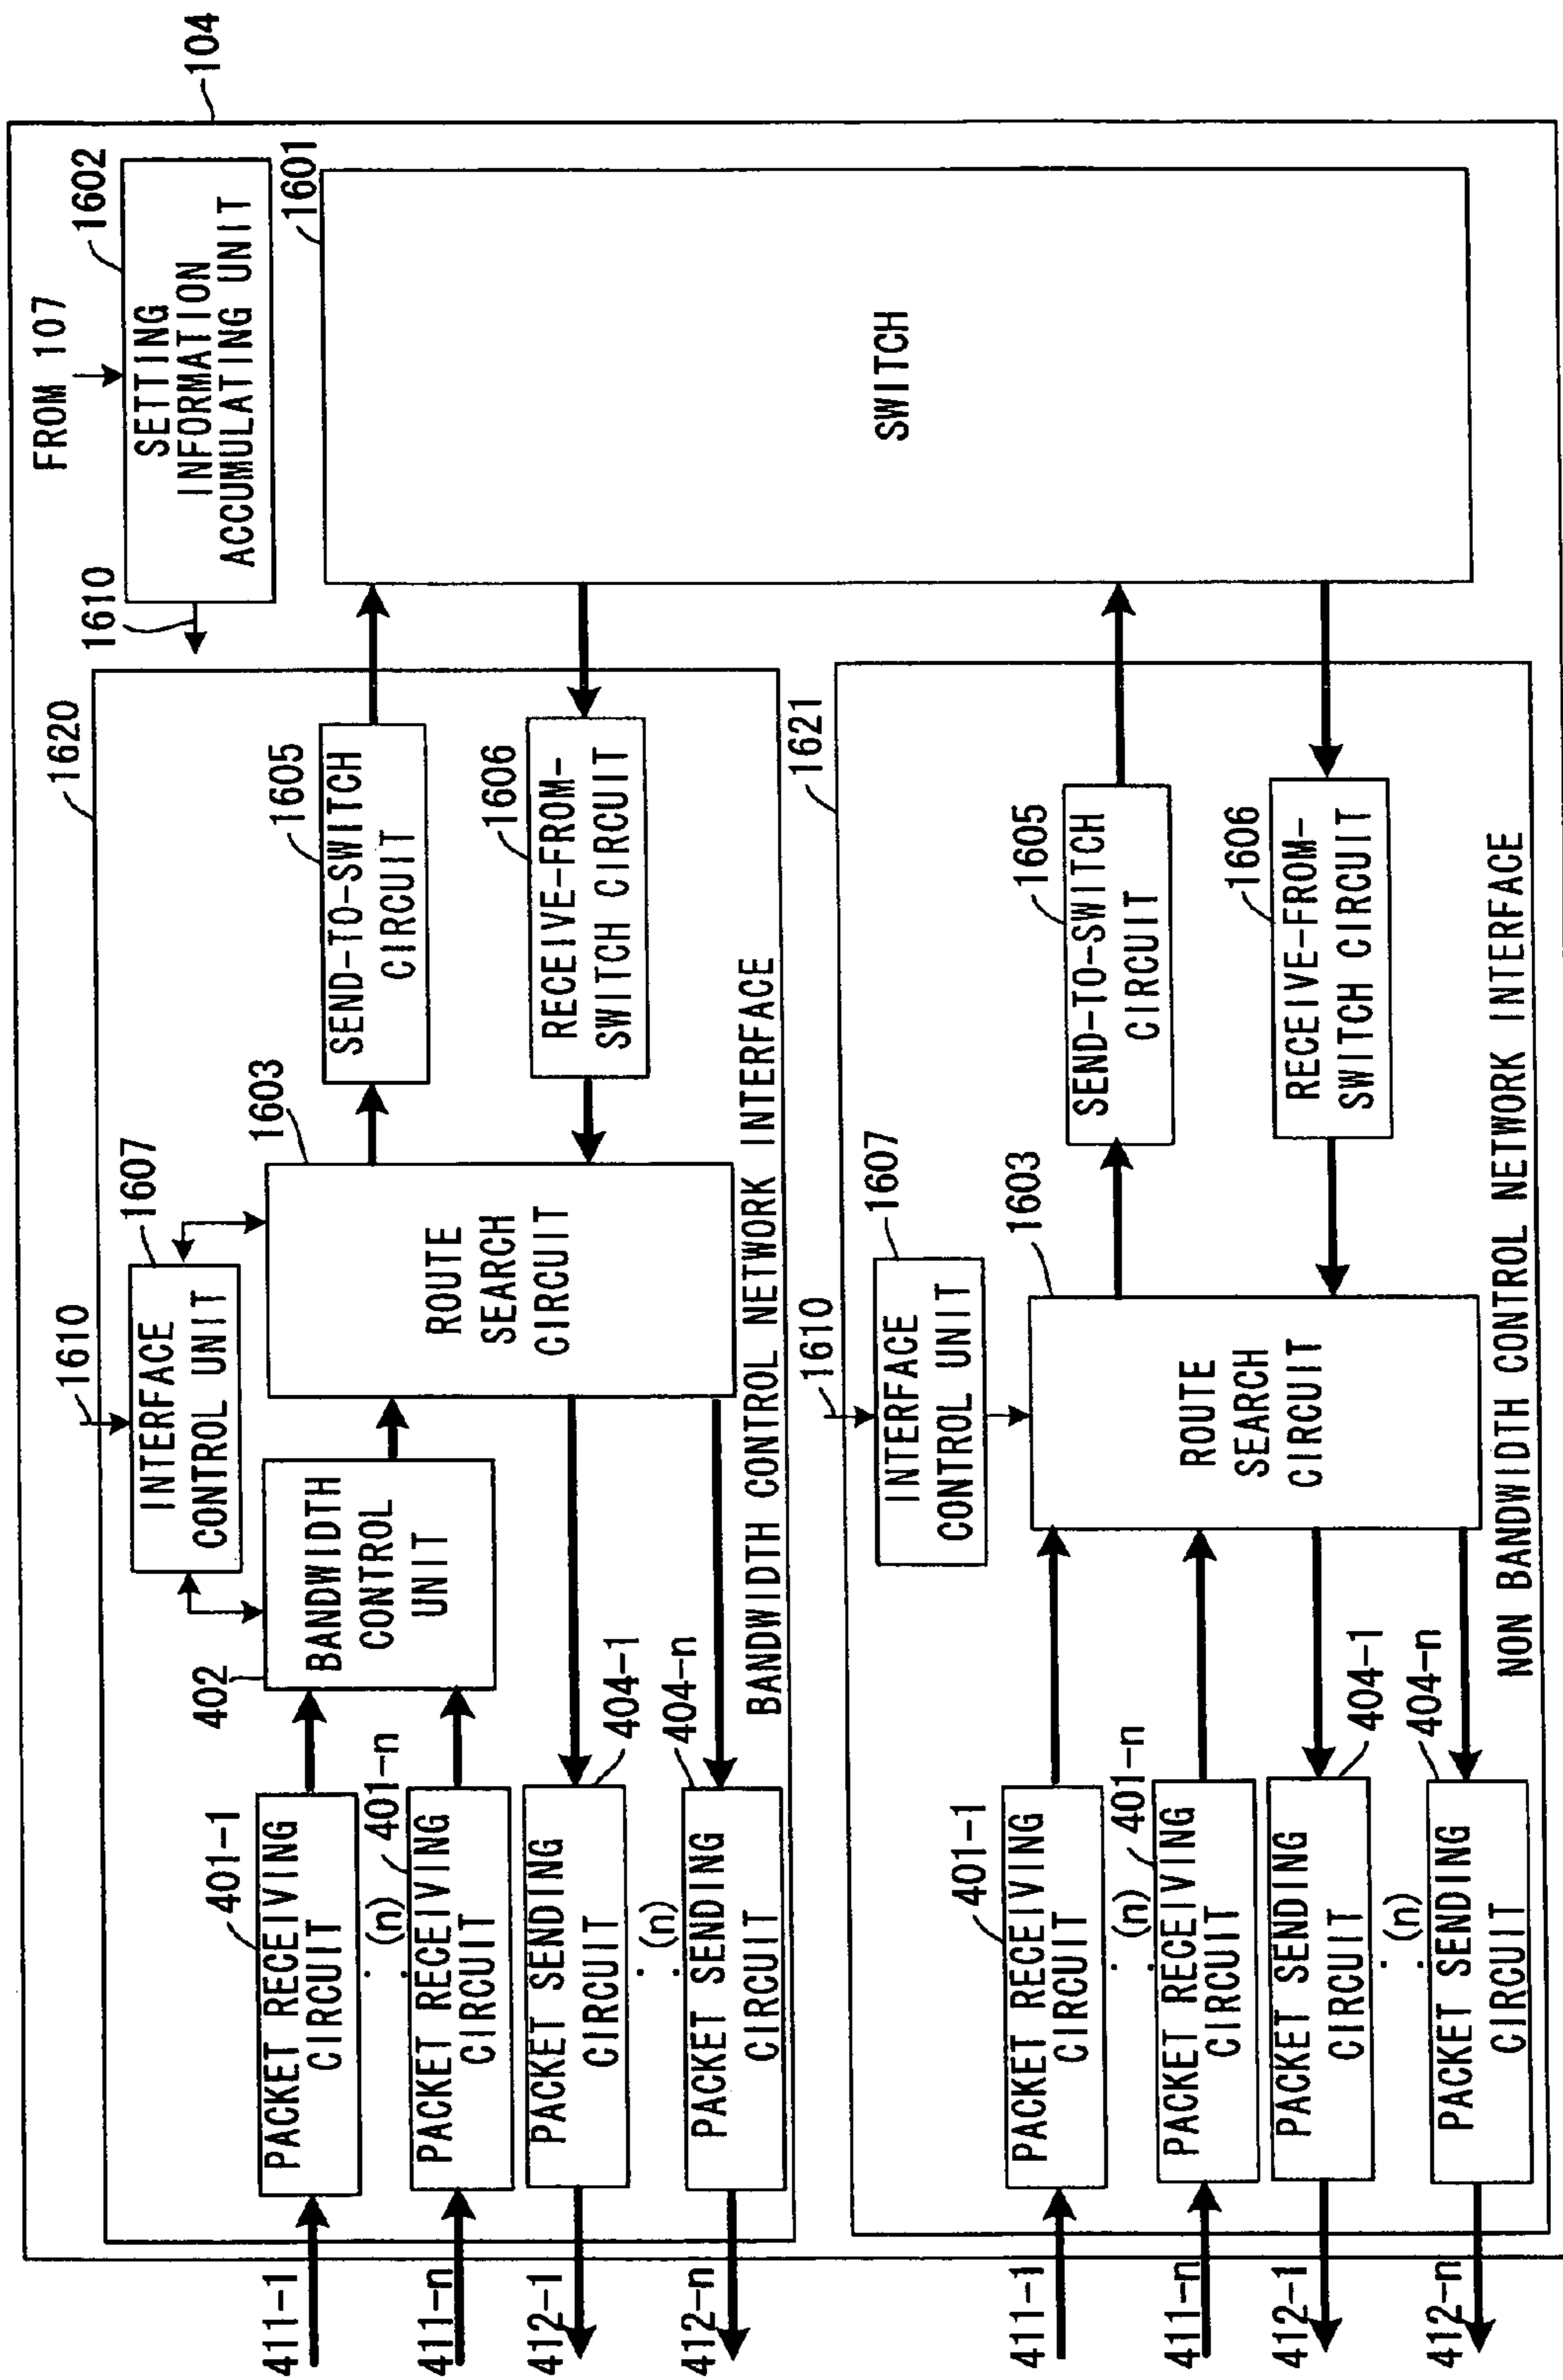 104
FROM 107
1602
SETTING
INFORMATION
ACCUMULATING UNIT
1610
1601
SWITCH
1620
1610
1607
INTERFACE
CONTROL UNIT
402
BANDWIDTH
CONTROL
UNIT
1603
ROUTE
SEARCH
CIRCUIT
1605
SEND-TO-SWITCH
CIRCUIT
1606
RECEIVE-FROM-
SWITCH CIRCUIT
411-1
401-1
PACKET RECEIVING
CIRCUIT
(n)
411-n
401-n
PACKET RECEIVING
CIRCUIT
412-1
404-1
PACKET SENDING
CIRCUIT
(n)
412-n
404-n
PACKET SENDING
CIRCUIT
BANDWIDTH CONTROL NETWORK INTERFACE
1621
1610
1607
INTERFACE
CONTROL UNIT
1603
ROUTE
SEARCH
CIRCUIT
1605
SEND-TO-SWITCH
CIRCUIT
1606
RECEIVE-FROM-
SWITCH CIRCUIT
411-1
401-1
PACKET RECEIVING
CIRCUIT
(n)
411-n
401-n
PACKET RECEIVING
CIRCUIT
412-1
404-1
PACKET SENDING
CIRCUIT
(n)
412-n
404-n
PACKET SENDING
CIRCUIT
NON BANDWIDTH CONTROL NETWORK INTERFACE